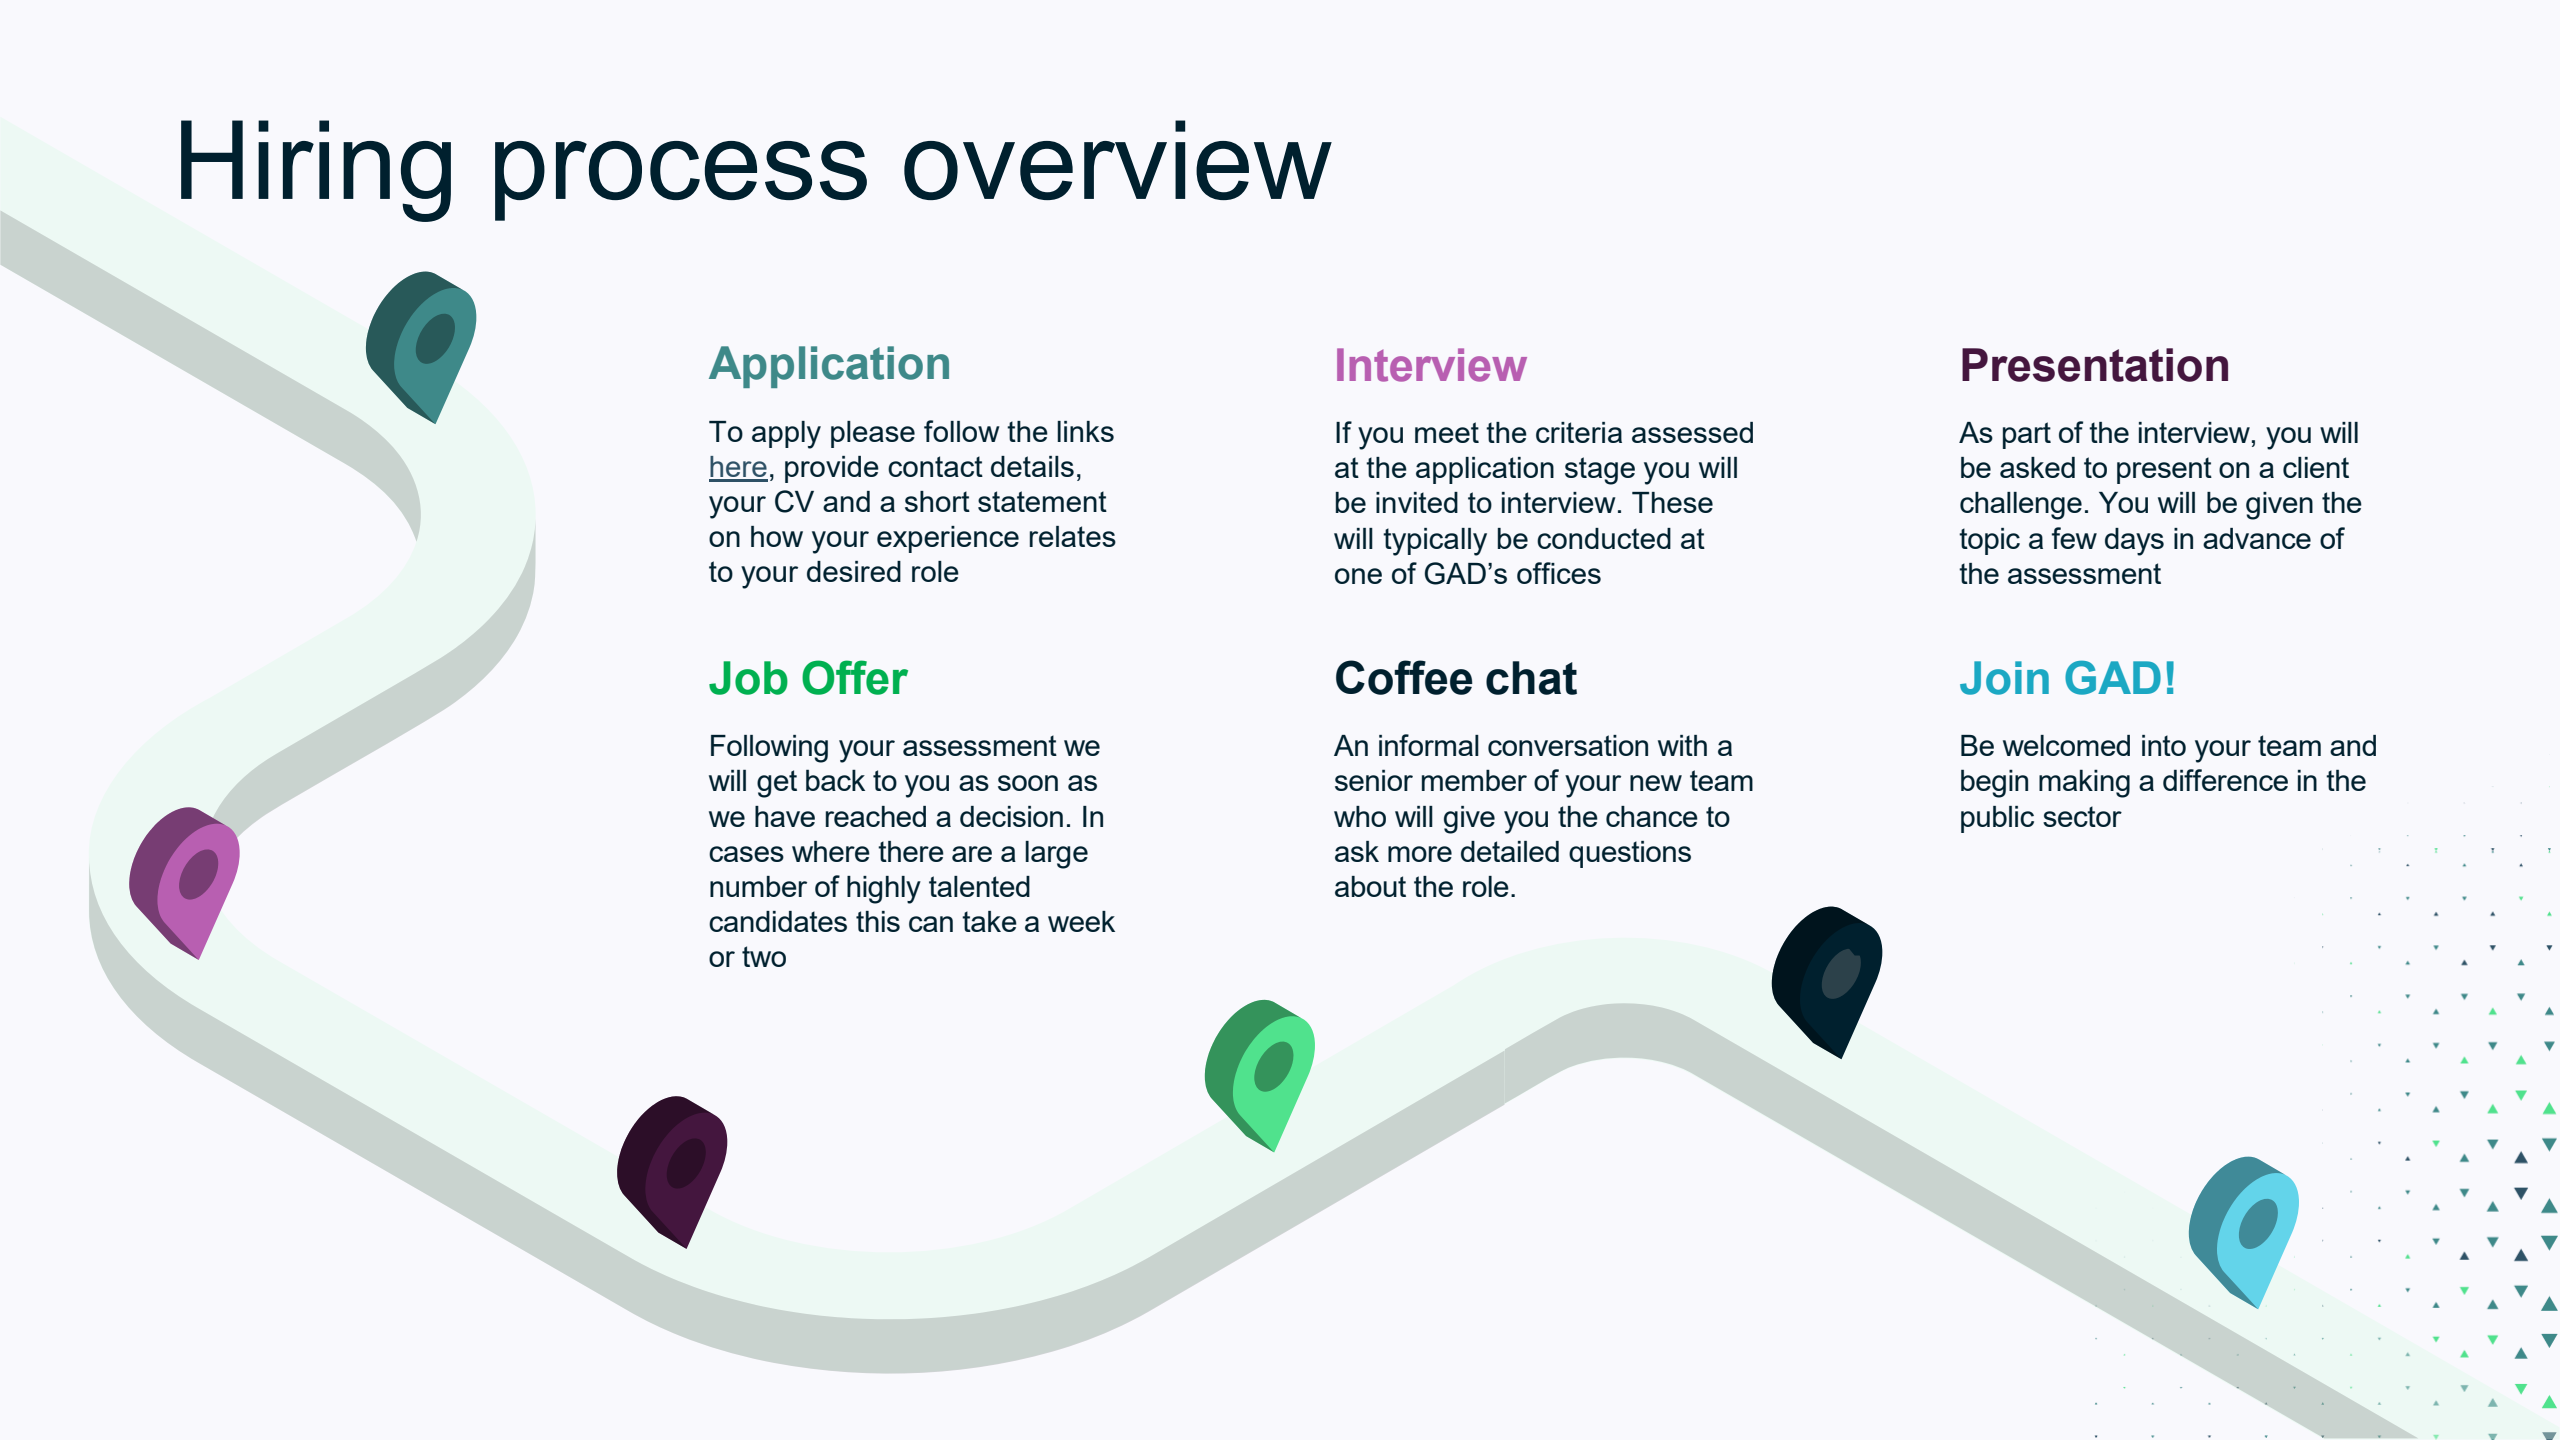 Hiring process overview
Application
To apply please follow the links
here, provide contact details,
your CV and a short statement
on how your experience relates
to your desired role
Interview
If you meet the criteria assessed
at the application stage you will
be invited to interview. These
will typically be conducted at
one of GAD’s offices
Presentation
As part of the interview, you will
be asked to present on a client
challenge. You will be given the
topic a few days in advance of
the assessment
Job Offer
Following your assessment we
will get back to you as soon as
we have reached a decision. In
cases where there are a large
number of highly talented
candidates this can take a week
or two
Coffee chat
An informal conversation with a
senior member of your new team
who will give you the chance to
ask more detailed questions
about the role.
Join GAD!
Be welcomed into your team and
begin making a difference in the
public sector